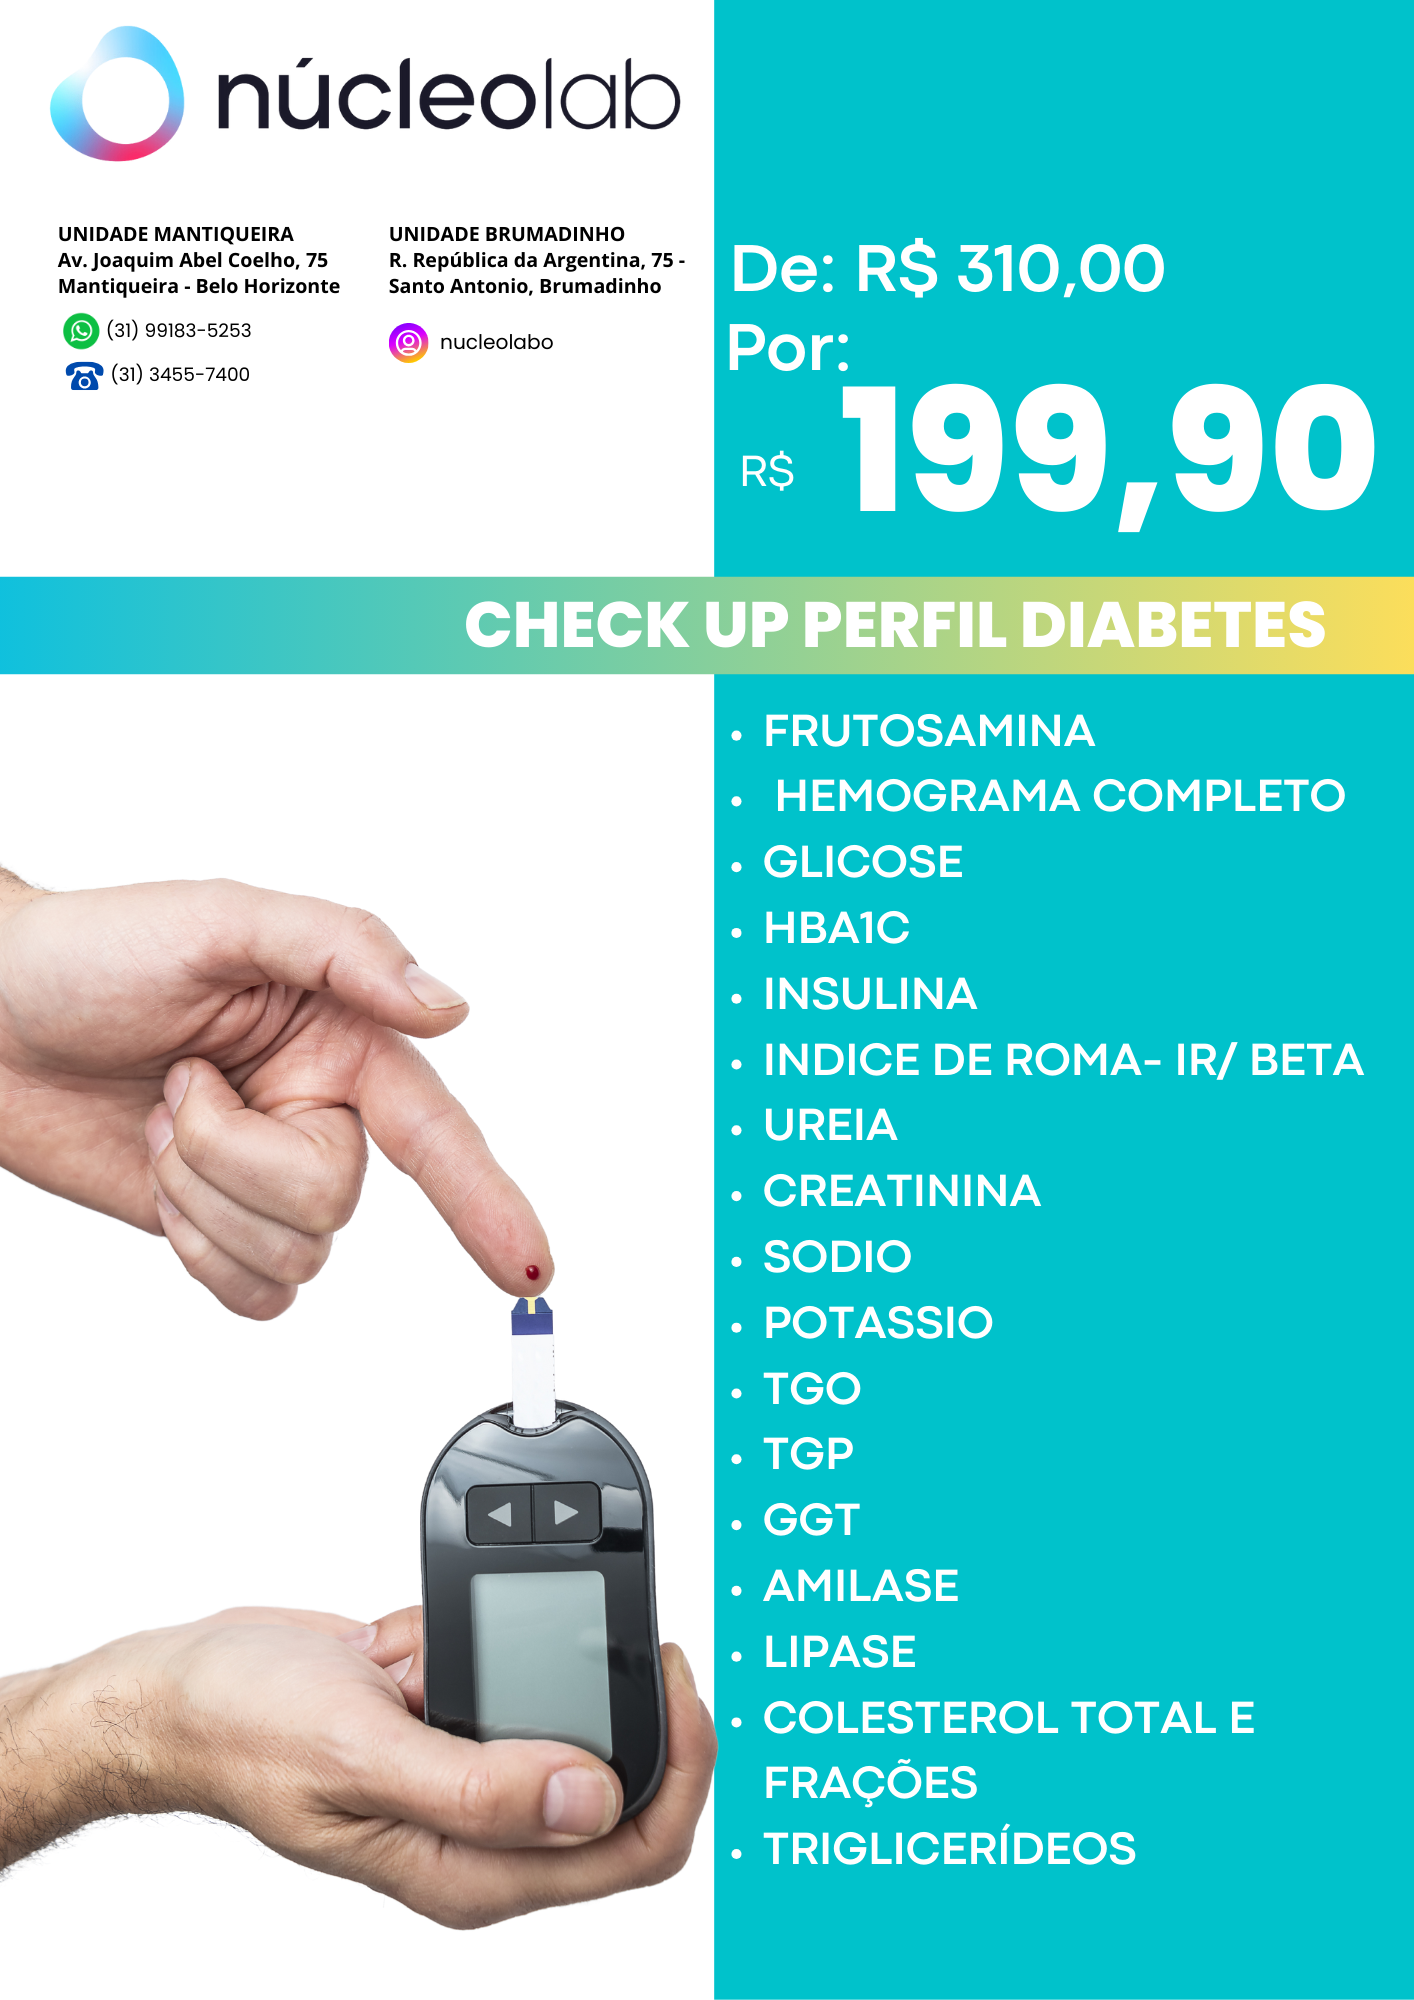 núcleolab
UNIDADE MANTIQUEIRA
Av. Joaquim Abel Coelho, 75
Mantiqueira - Belo Horizonte
(31) 99183-5253
(31) 3455-7400
UNIDADE BRUMADINHO
R. República da Argentina, 75 -
Santo Antonio, Brumadinho
nucleolabo
De: R$ 310,00
Por:
R$ 199,90
CHECK UP PERFIL DIABETES
• FRUTOSAMINA
• HEMOGRAMA COMPLETO
• GLICOSE
• HBA1C
• INSULINA
• INDICE DE ROMA- IR/ BETA
• UREIA
• CREATININA
• SODIO
• POTASSIO
• TGO
• TGP
• GGT
• AMILASE
• LIPASE
• COLESTEROL TOTAL E
FRAÇÕES
• TRIGLICERÍDEOS